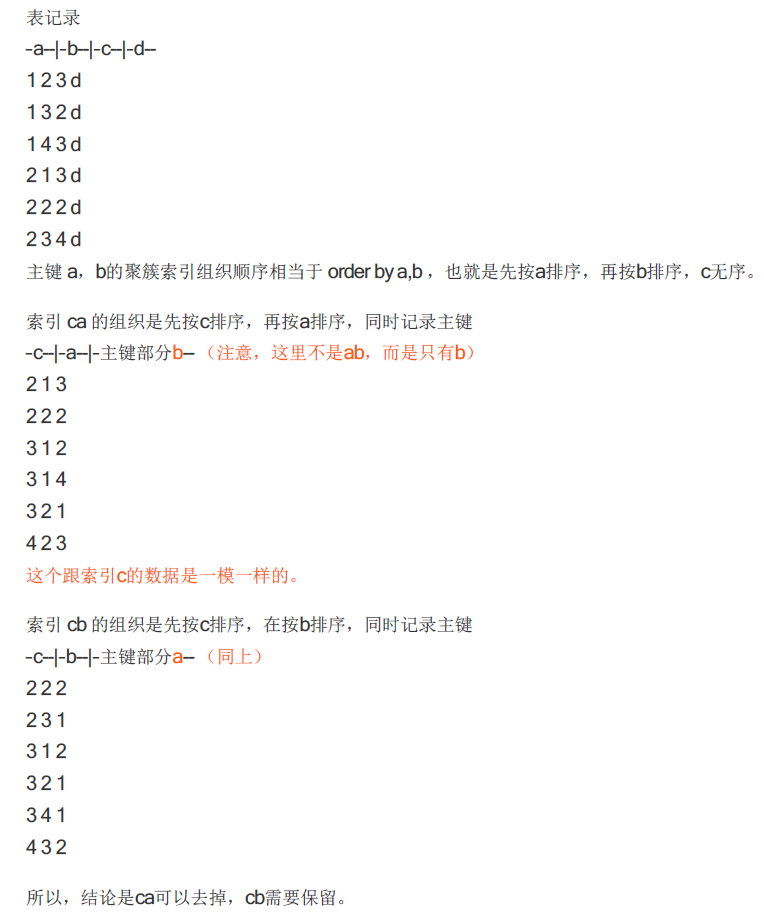 表记录
-a--|-b--|-c--|-d--
1 2 3 d
1 3 2 d
1 4 3 d
2 1 3 d
2 2 2 d
2 3 4 d
主键 a，b的聚簇索引组织顺序相当于 order by a,b ，也就是先按a排序，再按b排序，c无序。
索引 ca 的组织是先按c排序，再按a排序，同时记录主键
-c--|-a--|-主键部分b-- （注意，这里不是ab，而是只有b）
2 1 3
2 2 2
3 1 2
3 1 4
3 2 1
4 2 3
这个跟索引c的数据是一模一样的。
索引 cb 的组织是先按c排序，在按b排序，同时记录主键
-c--|-b--|-主键部分a-- （同上）
2 2 2
2 3 1
3 1 2
3 2 1
3 4 1
4 3 2
所以，结论是ca可以去掉，cb需要保留。